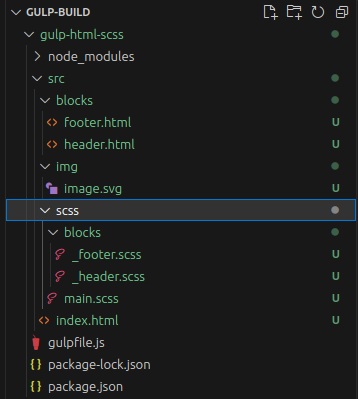 GULP-BUILD
gulp-html-scss
node_modules
src
blocks
footer.html U
header.html U
img
image.svg U
scss
blocks
_footer.scss U
_header.scss U
main.scss U
index.html U
gulpfile.js
package-lock.json
package.json